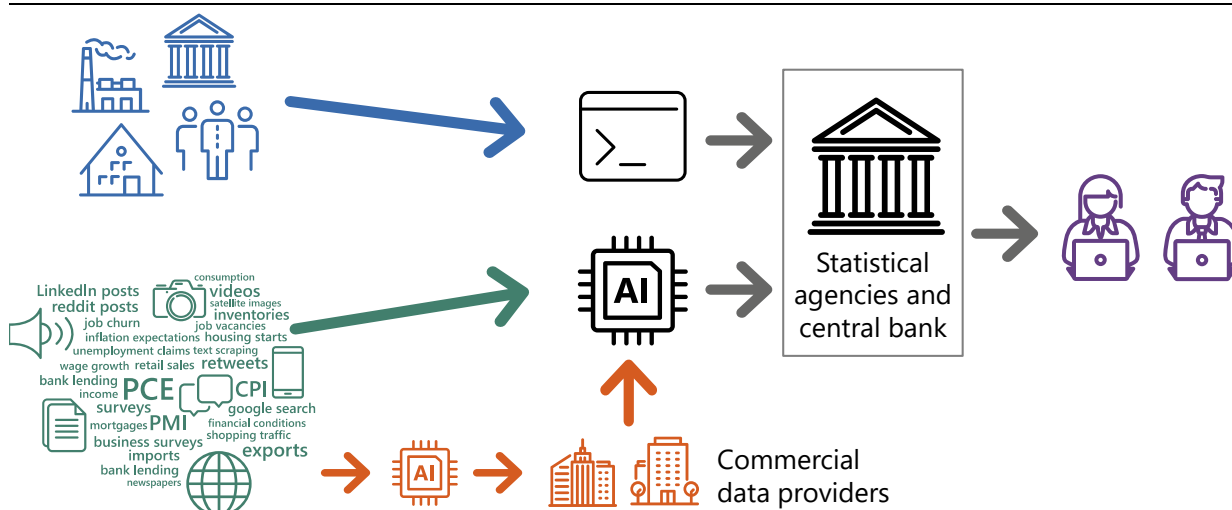 consumption
LinkedIn posts
videos
reddit posts
satellite images
inventories
job churn
job vacancies
inflation expectations
housing starts
unemployment claims
text scraping
wage growth
retail sales
retweets
bank lending
income
PCE
CPI
surveys
google search
mortgages
PMI
financial conditions
shopping traffic
business surveys
imports
exports
bank lending
newspapers
>_
AI
Statistical
agencies and
central bank
AI
Commercial
data providers